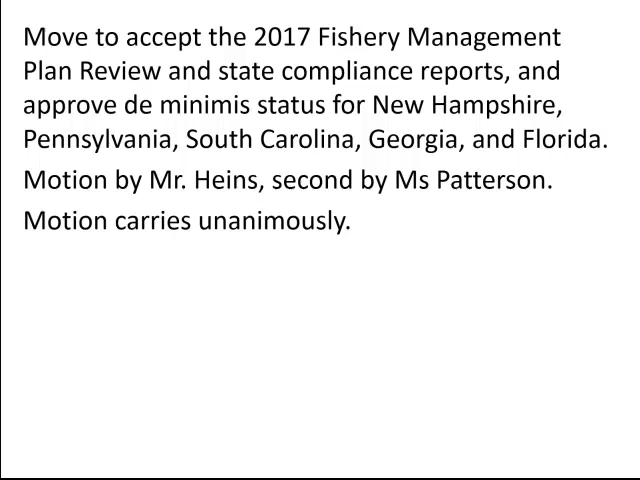 Move to accept the 2017 Fishery Management
Plan Review and state compliance reports, and
approve de minimis status for New Hampshire,
Pennsylvania, South Carolina, Georgia, and Florida.
Motion by Mr. Heins, second by Ms Patterson.
Motion carries unanimously.